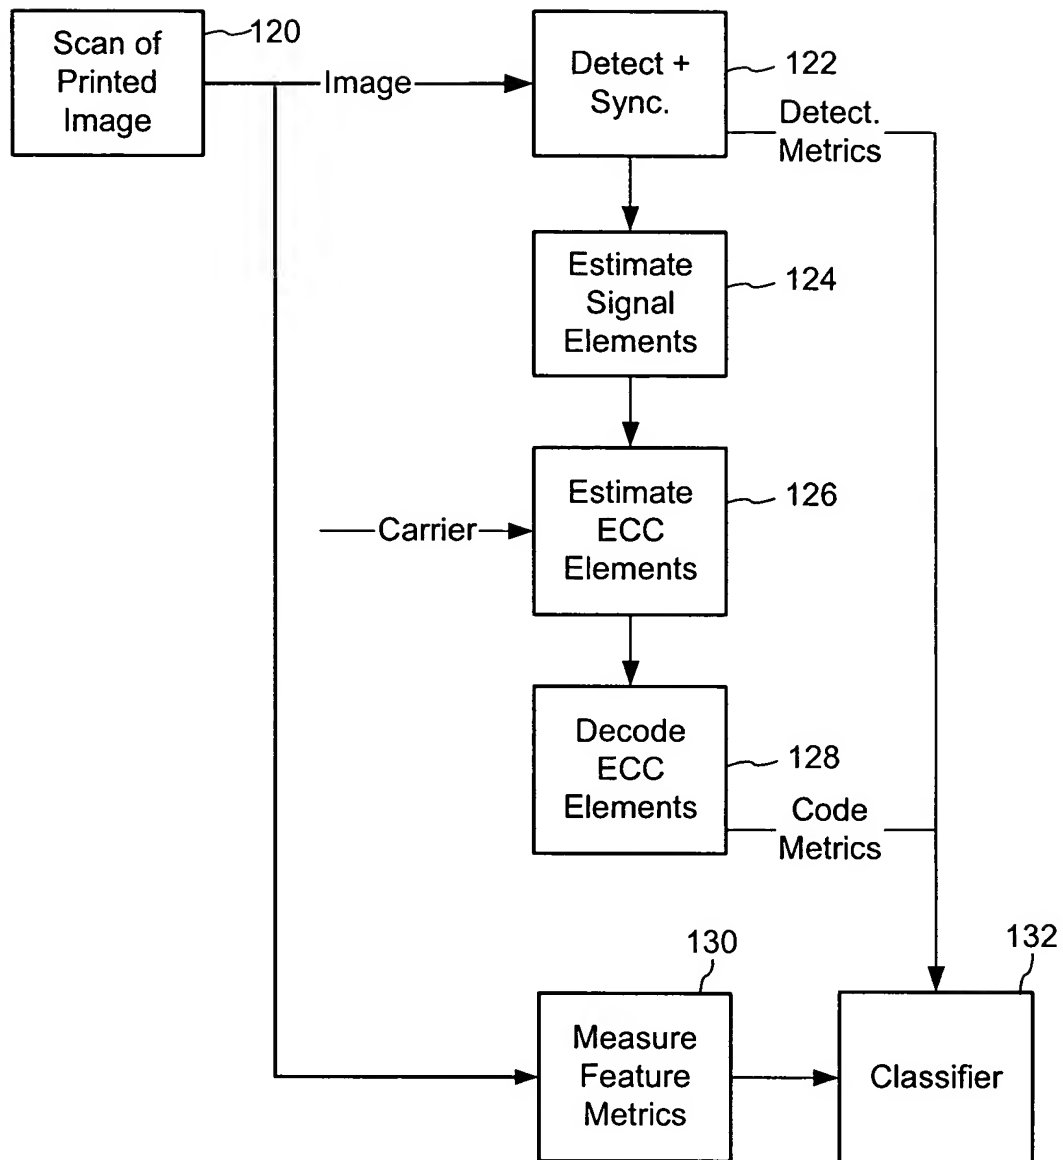 Scan of
Printed
Image
120
Image
Detect +
Sync.
122
Detect.
Metrics
Estimate
Signal
Elements
124
Carrier
Estimate
ECC
Elements
126
Decode
ECC
Elements
128
Code
Metrics
130
Measure
Feature
Metrics
132
Classifier